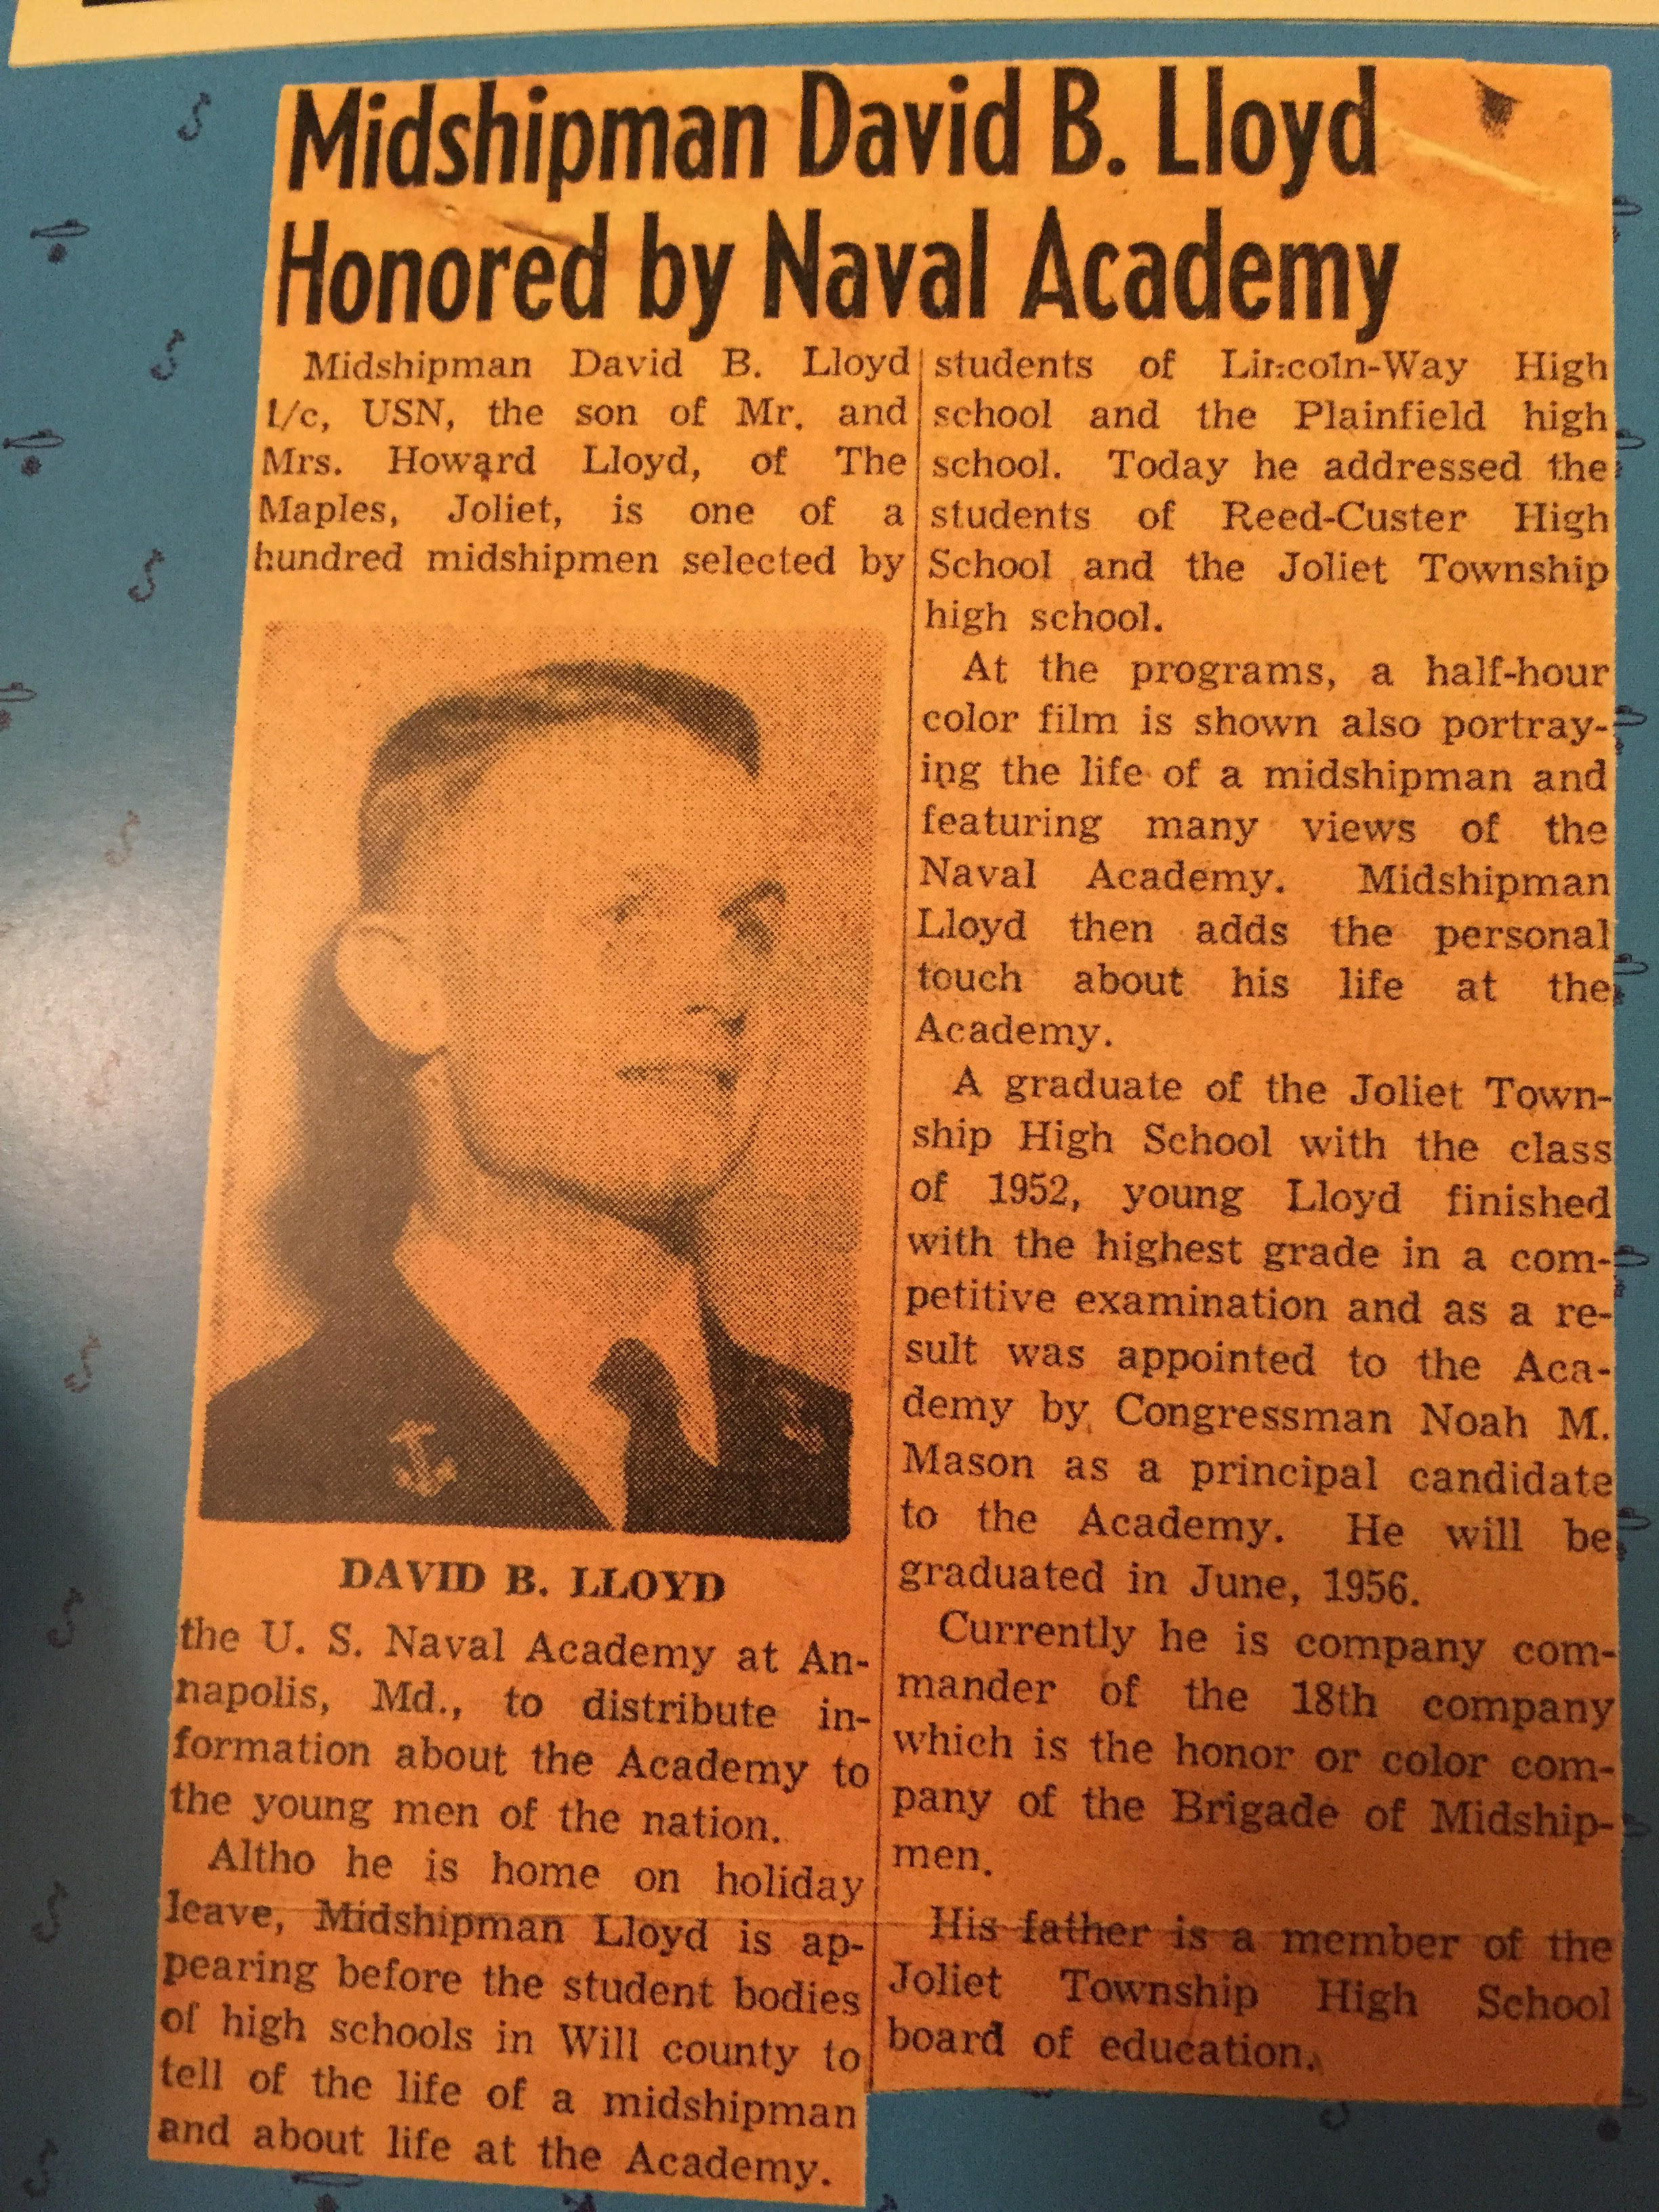 Midshipman David B. Lloyd
Honored by Naval Academy
Midshipman David B. Lloyd
1/c, USN, the son of Mr. and
Mrs. Howard Lloyd, of The
Maples, Joliet, is one of a
hundred midshipmen selected by
DAVID B. LLOYD
the U. S. Naval Academy at An-
napolis, Md., to distribute in-
formation about the Academy to
the young men of the nation.
Altho he is home on holiday
leave, Midshipman Lloyd is ap-
pearing before the student bodies
of high schools in Will county to
tell of the life of a midshipman
and about life at the Academy.
students of Lincoln-Way High
school and the Plainfield high
school. Today he addressed the
students of Reed-Custer High
School and the Joliet Township
high school.
At the programs, a half-hour
color film is shown also portray-
ing the life of a midshipman and
featuring many views of the
Naval Academy. Midshipman
Lloyd then adds the personal
touch about his life at the
Academy.
A graduate of the Joliet Town-
ship High School with the class
of 1952, young Lloyd finished
with the highest grade in a com-
petitive examination and as a re-
sult was appointed to the Aca-
demy by Congressman Noah M.
Mason as a principal candidate
to the Academy. He will be
graduated in June, 1956.
Currently he is company com-
mander of the 18th company
which is the honor or color com-
pany of the Brigade of Midship-
men.
His father is a member of the
Joliet Township High School
board of education.